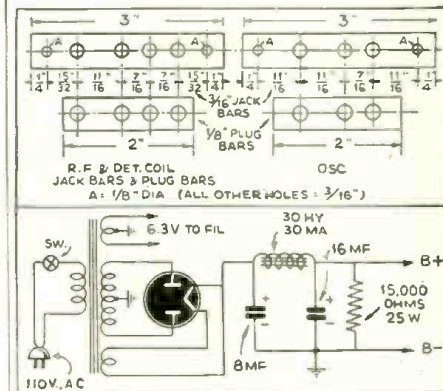 3" 3"
A A A A
1/4 15/32 11/16 7/16 7/16 15/32 1/4 1/4 11/16 11/16 7/16 11/16 1/4
3/16" JACK
BARS
1/8" PLUG
BARS
2" 2"
R.F & DET. COIL
JACK BARS & PLUG BARS
OSC
A = 1/8" DIA (ALL OTHER HOLES = 3/16")
SW.
6.3V TO FIL
30 HY
30 MA
16 MF
B+
15,000
OHMS
25 W
8 MF
B-
110V., AC